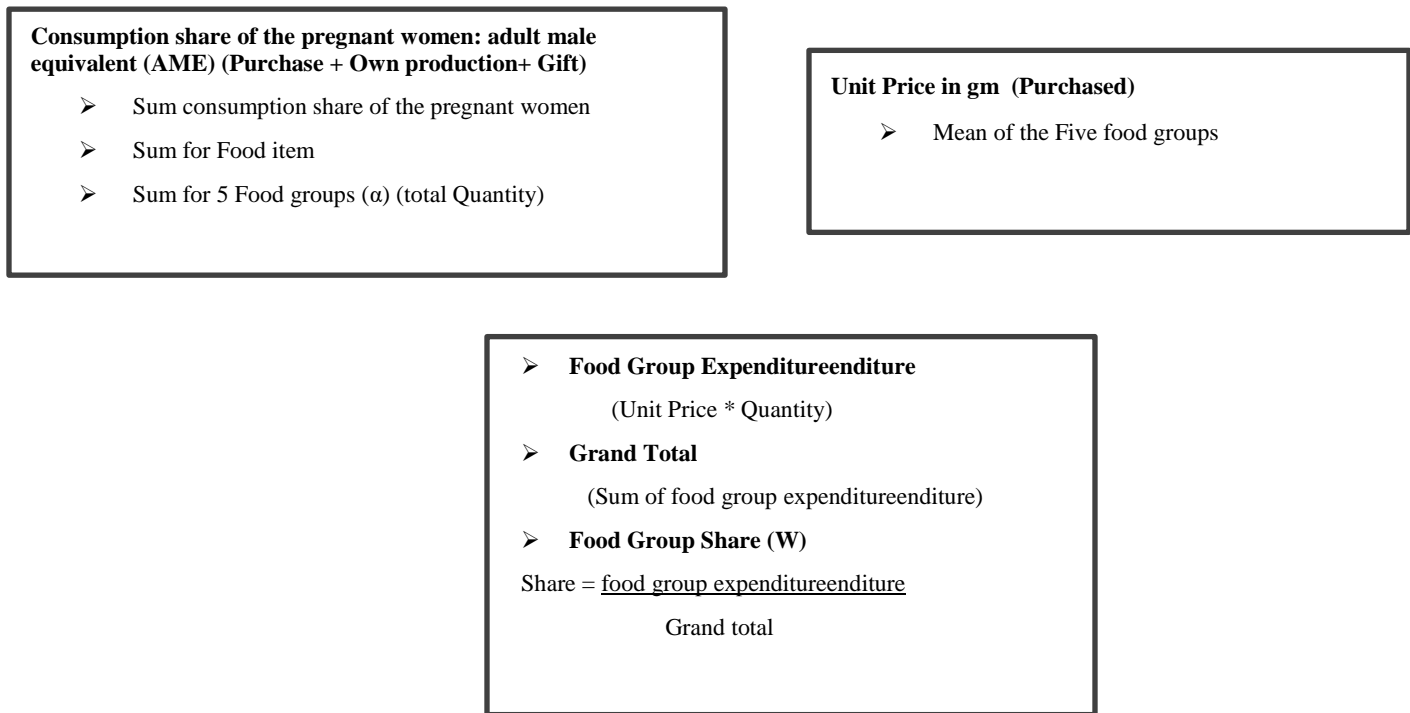 Consumption share of the pregnant women: adult male
equivalent (AME) (Purchase + Own production+ Gift)
➢ Sum consumption share of the pregnant women
➢ Sum for Food item
➢ Sum for 5 Food groups (α) (total Quantity)
Unit Price in gm (Purchased)
➢ Mean of the Five food groups
➢ Food Group Expenditureenditure
(Unit Price * Quantity)
➢ Grand Total
(Sum of food group expenditureenditure)
➢ Food Group Share (W)
Share = food group expenditureenditure
Grand total